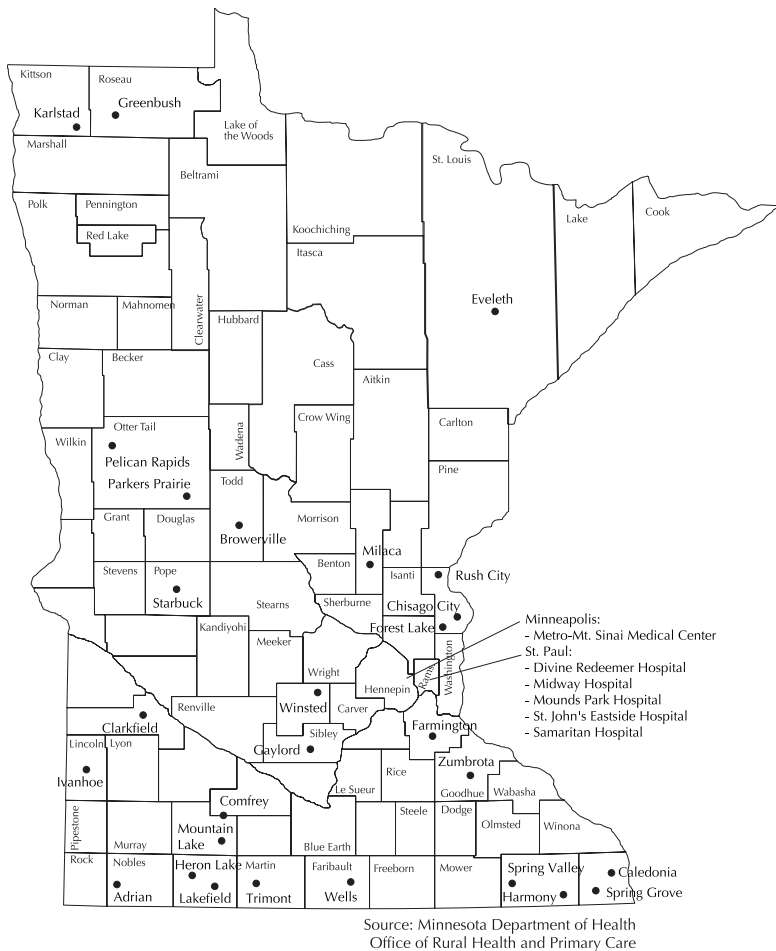 Kittson
Roseau
Karlstad
Greenbush
Lake of
the Woods
Marshall
St. Louis
Beltrami
Polk
Pennington
Red Lake
Koochiching
Itasca
Lake
Cook
Norman
Mahnomen
Clearwater
Hubbard
Eveleth
Clay
Becker
Cass
Aitkin
Crow Wing
Carlton
Wilkin
Otter Tail
Pelican Rapids
Parkers Prairie
Wadena
Todd
Pine
Grant
Douglas
Morrison
Browerville
Milaca
Stevens
Pope
Starbuck
Benton
Isanti
Rush City
Stearns
Sherburne
Chisago City
Kandiyohi
Meeker
Forest Lake
Minneapolis:
- Metro-Mt. Sinai Medical Center
St. Paul:
- Divine Redeemer Hospital
- Midway Hospital
- Mounds Park Hospital
- St. John's Eastside Hospital
- Samaritan Hospital
Wright
Hennepin
Rams
Washington
Renville
Winsted
Carver
Clarkfield
Sibley
Gaylord
Farmington
Lincoln
Lyon
Ivanhoe
Zumbrota
Rice
Le Sueur
Goodhue
Wabasha
Comfrey
Pipestone
Murray
Mountain
Lake
Blue Earth
Steele
Dodge
Olmsted
Winona
Rock
Nobles
Adrian
Heron Lake
Lakefield
Martin
Trimont
Faribault
Wells
Freeborn
Mower
Spring Valley
Harmony
Caledonia
Spring Grove
Source: Minnesota Department of Health
Office of Rural Health and Primary Care